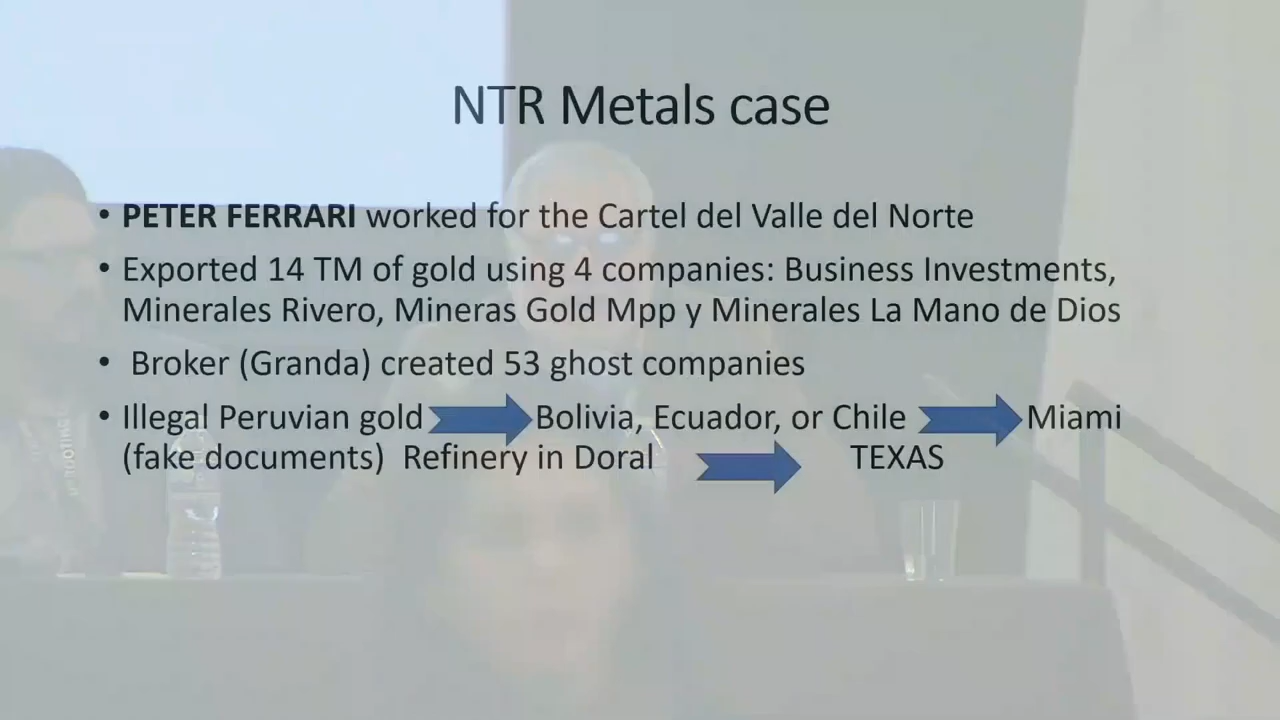 NTR Metals case
• PETER FERRARI worked for the Cartel del Valle del Norte
• Exported 14 TM of gold using 4 companies: Business Investments,
Minerales Rivero, Mineras Gold Mpp y Minerales La Mano de Dios
• Broker (Granda) created 53 ghost companies
• Illegal Peruvian gold Bolivia, Ecuador, or Chile Miami
(fake documents) Refinery in Doral TEXAS